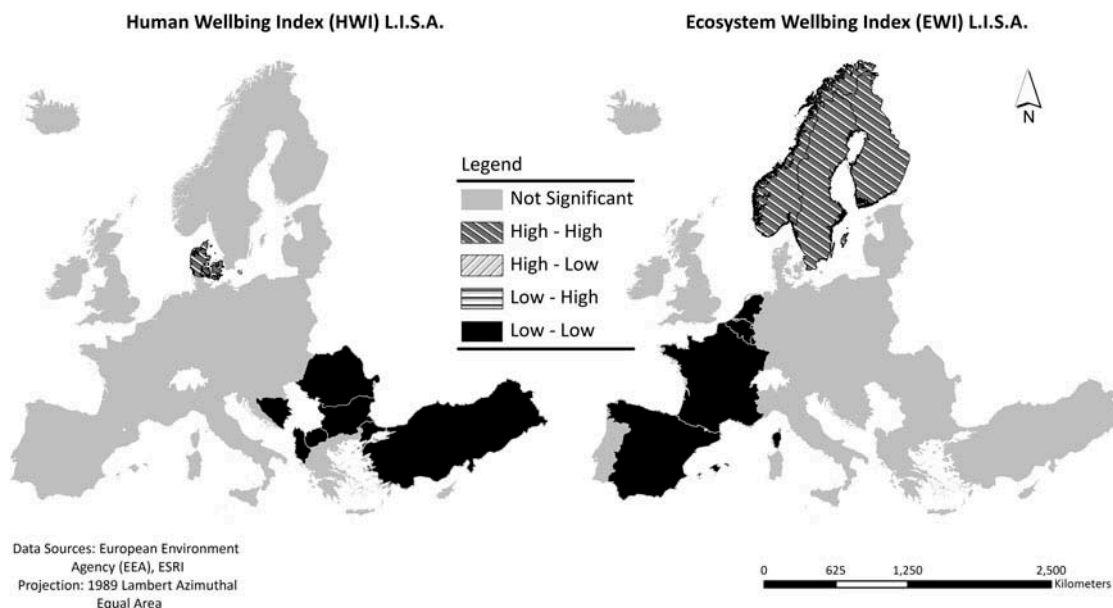 Human Wellbing Index (HWI) L.I.S.A.
Ecosystem Wellbing Index (EWI) L.I.S.A.
N
Legend
Not Significant
High - High
High - Low
Low - High
Low - Low
Data Sources: European Environment
Agency (EEA), ESRI
Projection: 1989 Lambert Azimuthal
Equal Area
0 625 1,250 2,500
Kilometers